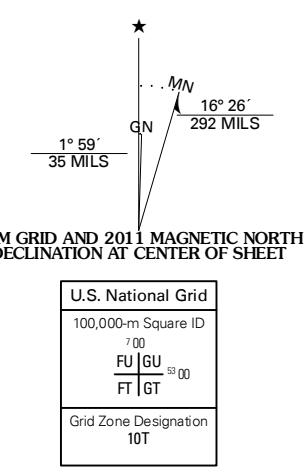 ★
MN
16° 26´
292 MILS
GN
1° 59´
35 MILS
M GRID AND 2011 MAGNETIC NORTH
DECLINATION AT CENTER OF SHEET
U.S. National Grid
100,000-m Square ID
7 00
FU GU
53 00
FT GT
Grid Zone Designation
10T